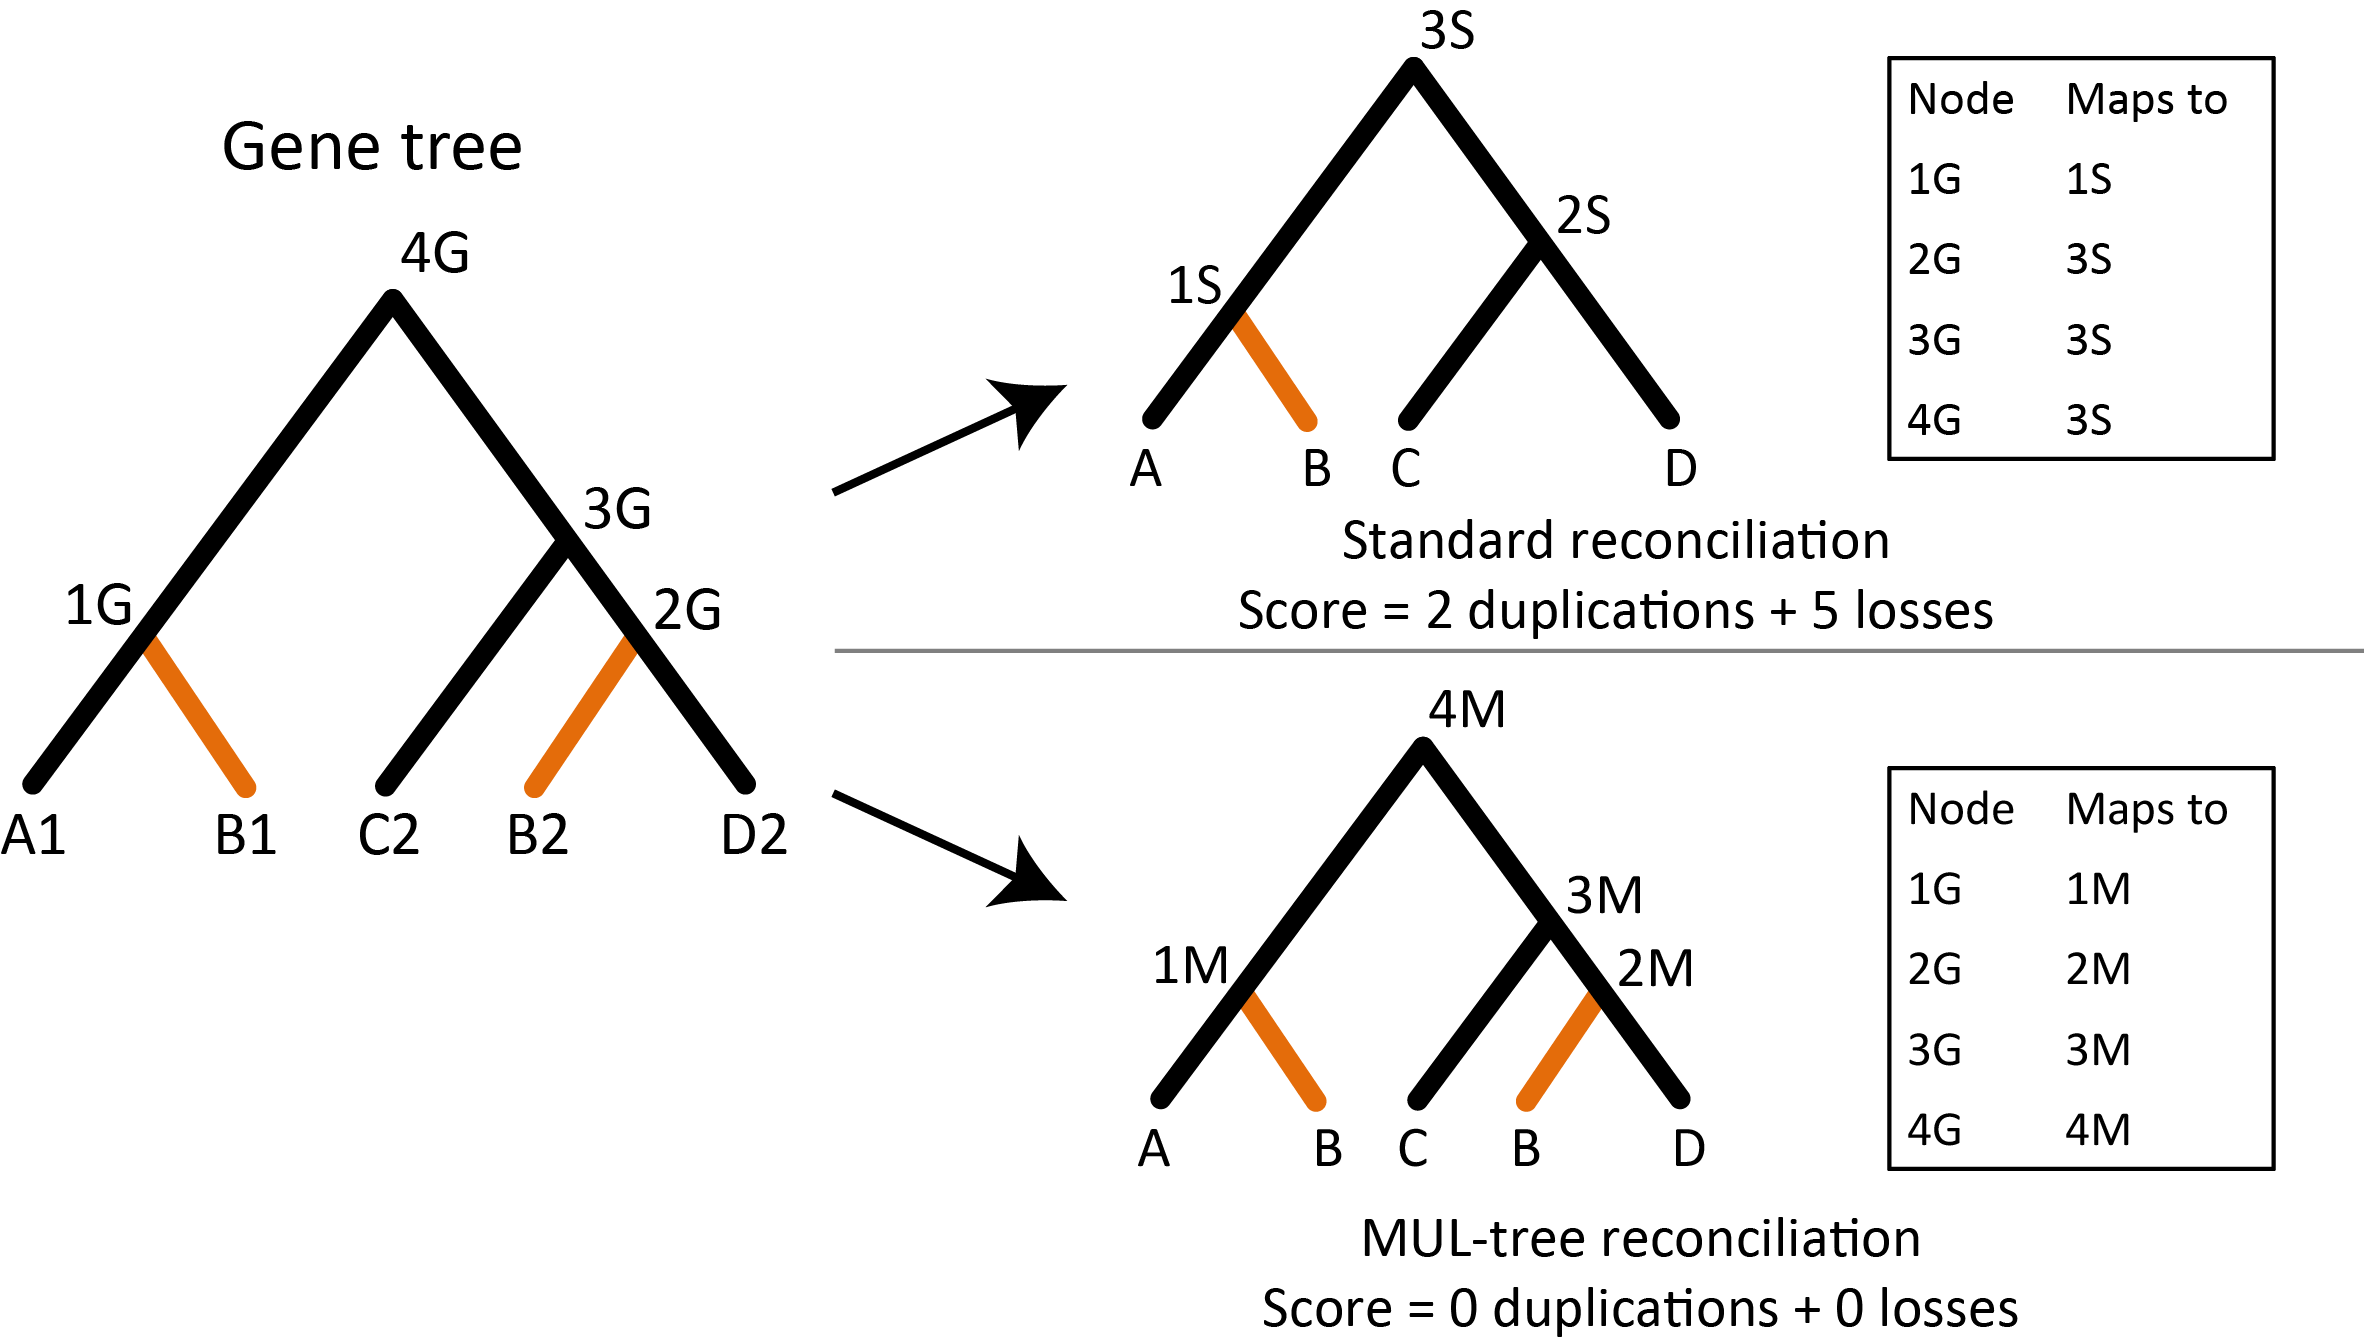 Gene tree
4G
3G
1G
2G
A1 B1 C2 B2 D2
3S
2S
1S
A B C D
Standard reconciliation
Score = 2 duplications + 5 losses
Node Maps to
1G 1S
2G 3S
3G 3S
4G 3S
4M
3M
1M
2M
A B C B D
MUL-tree reconciliation
Score = 0 duplications + 0 losses
Node Maps to
1G 1M
2G 2M
3G 3M
4G 4M